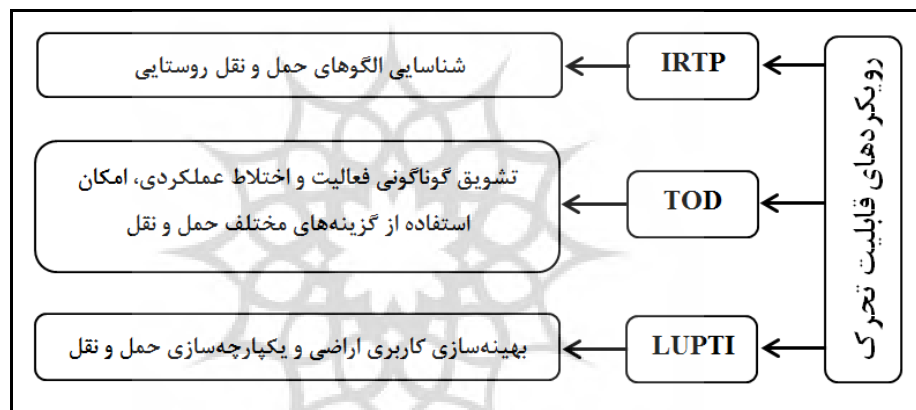 رویکردهای قابلیت تحرک
IRTP
شناسایی الگوهای حمل و نقل روستایی
TOD
تشویق گوناگونی فعالیت و اختلاط عملکردی، امکان
استفاده از گزینه‌های مختلف حمل و نقل
LUPTI
بهینه‌سازی کاربری اراضی و یکپارچه‌سازی حمل و نقل